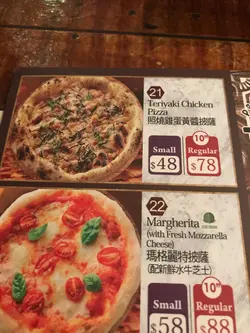 21
Teriyaki Chicken
Pizza
照燒雞蛋黃醬披薩
Small
$48
10"
Regular
$78
22
Margherita
(with Fresh Mozzarella
Cheese)
瑪格麗特披薩
(配新鮮水牛芝士)
Small
$58
10"
Regular
$88